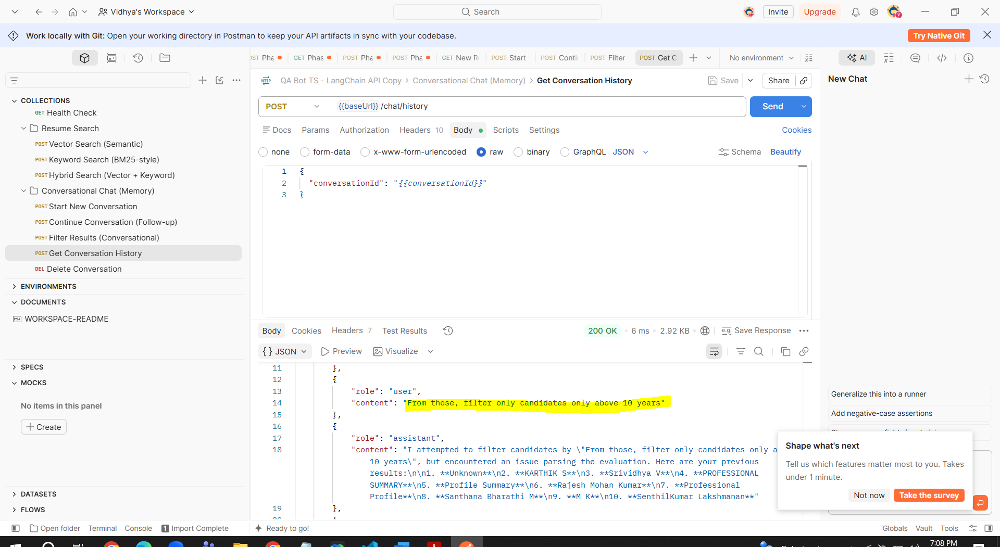 Vidhya's Workspace
Search
Invite
Upgrade
Work locally with Git: Open your working directory in Postman to keep your API artifacts in sync with your codebase.
Try Native Git
OST Pha
GET Phas
POST Pha
POST Pha
GET New R
POST Start
POST Conti
POST Filter
POST Get C
No environment
AI
HTTP
QA Bot TS - LangChain API Copy > Conversational Chat (Memory) > Get Conversation History
Save
Share
New Chat
COLLECTIONS
GET Health Check
Resume Search
POST Vector Search (Semantic)
POST Keyword Search (BM25-style)
POST Hybrid Search (Vector + Keyword)
Conversational Chat (Memory)
POST Start New Conversation
POST Continue Conversation (Follow-up)
POST Filter Results (Conversational)
POST Get Conversation History
DEL Delete Conversation
ENVIRONMENTS
DOCUMENTS
WORKSPACE-README
SPECS
MOCKS
No items in this panel
Create
DATASETS
FLOWS
POST
{{baseUrl}} /chat/history
Send
Docs
Params
Authorization
Headers 10
Body
Scripts
Settings
Cookies
none
form-data
x-www-form-urlencoded
raw
binary
GraphQL
JSON
Schema
Beautify
1 {
2 "conversationId": "{{conversationId}}"
3 }
Body
Cookies
Headers 7
Test Results
200 OK
6 ms
2.92 KB
e.g. Save Response
{} JSON
Preview
Visualize
11 },
12 {
13 "role": "user",
14 "content": "From those, filter only candidates only above 10 years"
15 },
16 {
17 "role": "assistant",
18 "content": "I attempted to filter candidates by \"From those, filter only candidates only a
10 years\", but encountered an issue parsing the evaluation. Here are your previous
results:\n\n1. **Unknown**\n2. **KARTHIK S**\n3. **Srividhya V**\n4. **PROFESSIONAL
SUMMARY**\n5. **Profile Summary**\n6. **Rajesh Mohan Kumar**\n7. **Professional
Profile**\n8. **Santhana Bharathi M**\n9. **M K**\n10. **SenthilKumar Lakshmanan**"
19 },
Generalize this into a runner
Add negative-case assertions
Shape what's next
Tell us which features matter most to you. Takes
under 1 minute.
Not now
Take the survey
Open folder
Terminal
Console
1 Import Complete
Ready to go!
Globals
Vault
Tools
7:08 PM